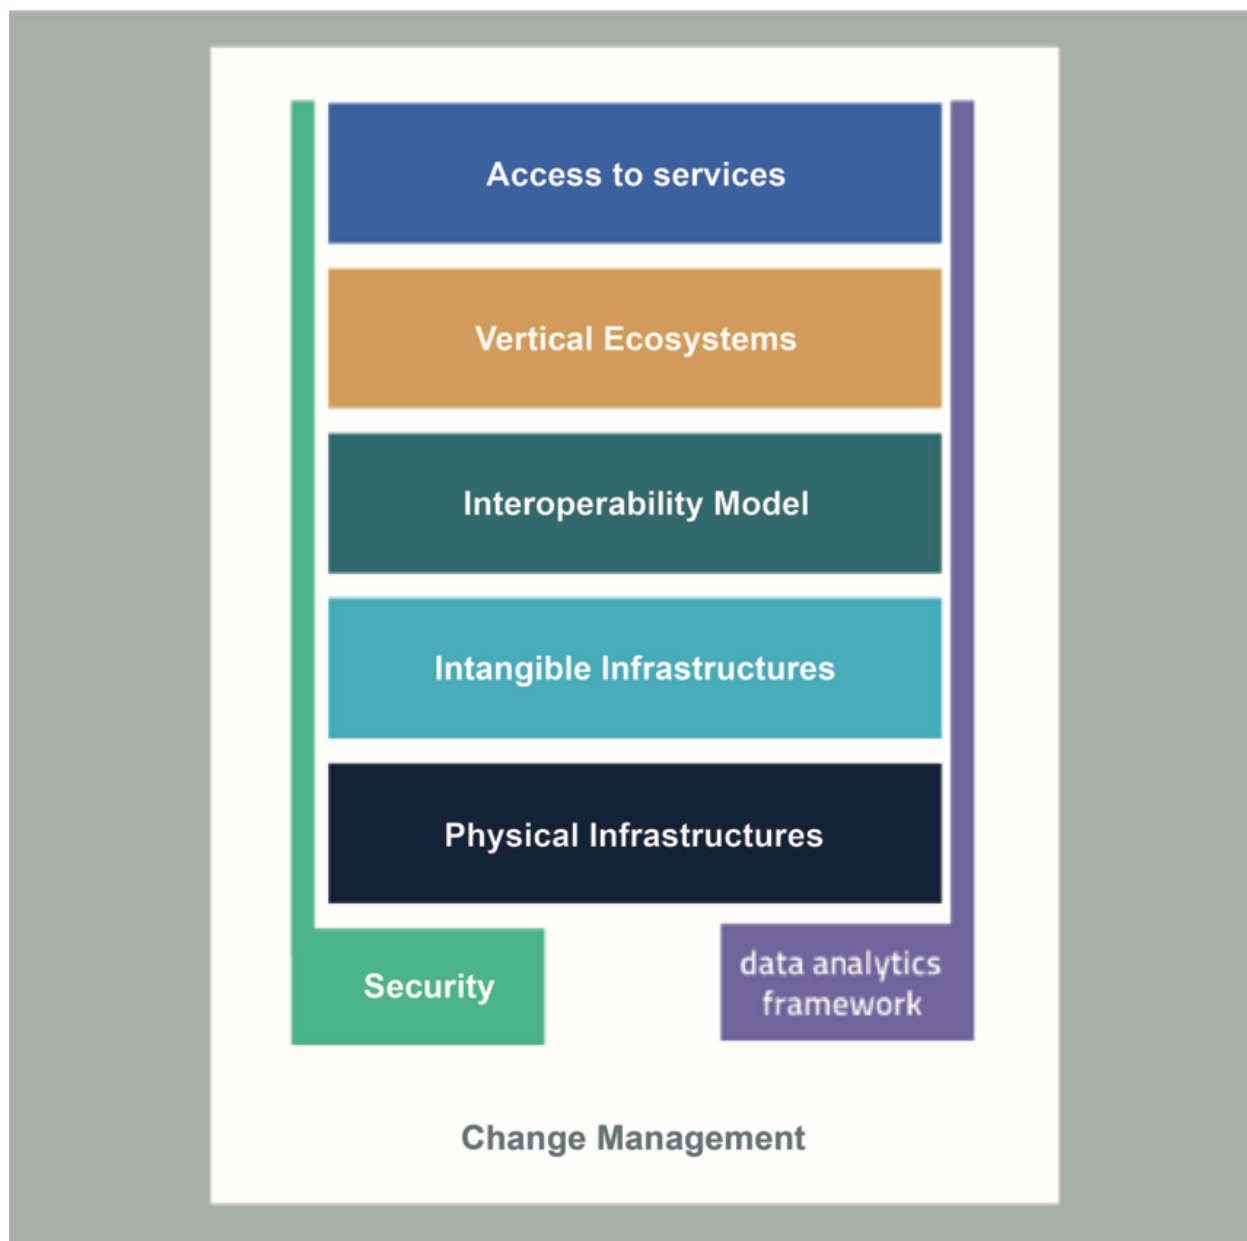 Access to services
Vertical Ecosystems
Interoperability Model
Intangible Infrastructures
Physical Infrastructures
Security
data analytics
framework
Change Management